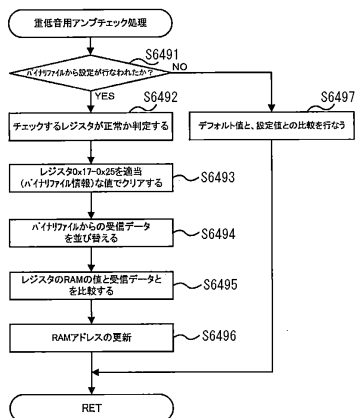 重低音用アンプチェック処理
S6491
バイナリファイルから設定が行なわれたか?
NO
YES
S6492
S6497
チェックするレジスタが正常か判定する
デフォルト値と、設定値との比較を行なう
レジスタ0x17-0x25を適当
(バイナリファイル情報)な値でクリアする
S6493
バイナリファイルからの受信データ
を並び替える
S6494
レジスタのRAMの値と受信データと
を比較する
S6495
RAMアドレスの更新
S6496
RET